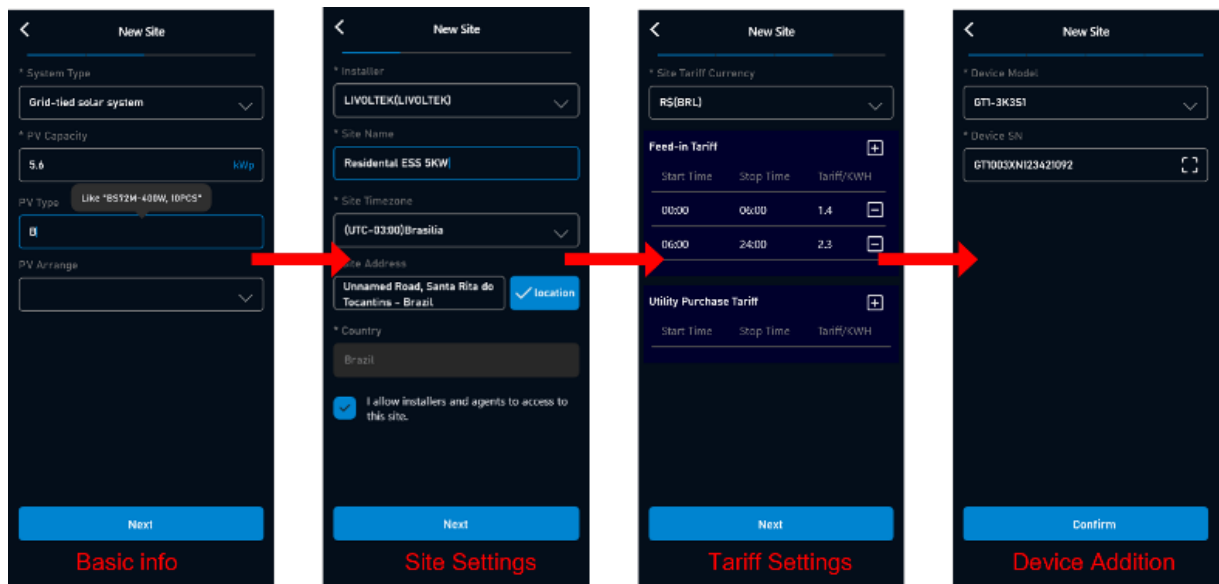 New Site
* System Type
Grid-tied solar system
* PV Capacity
5.6 kWp
PV Type
Like "BS72M-400W, 10PCS"
B
PV Arrange
Next
Basic info
New Site
* Installer
LIVOLTEK(LIVOLTEK)
* Site Name
Residental ESS 5KW
* Site Timezone
(UTC-03:00)Brasilia
Site Address
Unnamed Road, Santa Rita do
Tocantins - Brazil
location
* Country
Brazil
I allow installers and agents to access to
this site.
Next
Site Settings
New Site
* Site Tariff Currency
R$(BRL)
Feed-in Tariff
Start Time Stop Time Tariff/KWH
00:00 06:00 1.4
06:00 24:00 2.3
Utility Purchase Tariff
Start Time Stop Time Tariff/KWH
Next
Tariff Settings
New Site
* Device Model
GT1-3K3S1
* Device SN
GT1003XNI23421092
Confirm
Device Addition